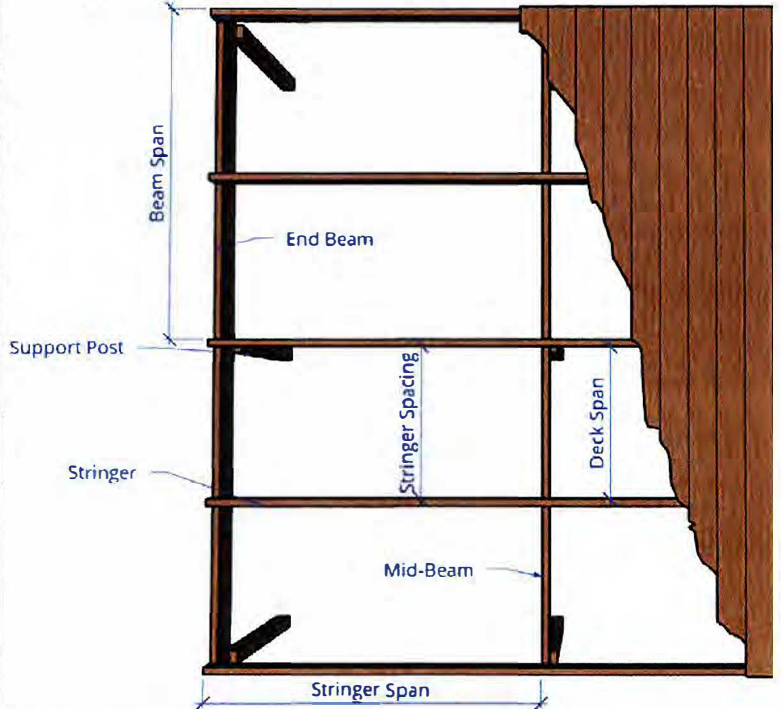 Beam Span
End Beam
Support Post
Stringer Spacing
Deck Span
Stringer
Mid-Beam
Stringer Span